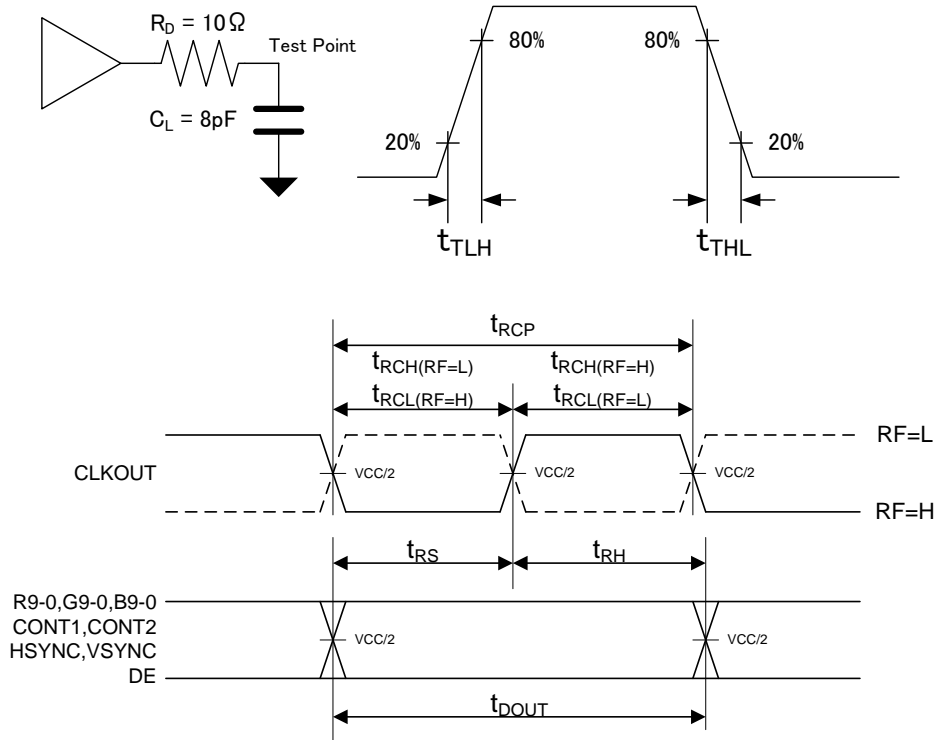 R_D = 10Ω
Test Point
C_L = 8pF
80%
80%
20%
20%
t_TLH
t_THL
t_RCP
t_RCH(RF=L)
t_RCH(RF=H)
t_RCL(RF=H)
t_RCL(RF=L)
RF=L
CLKOUT
VCC/2
VCC/2
VCC/2
RF=H
t_RS
t_RH
R9-0,G9-0,B9-0
CONT1,CONT2
HSYNC,VSYNC
DE
VCC/2
VCC/2
t_DOUT